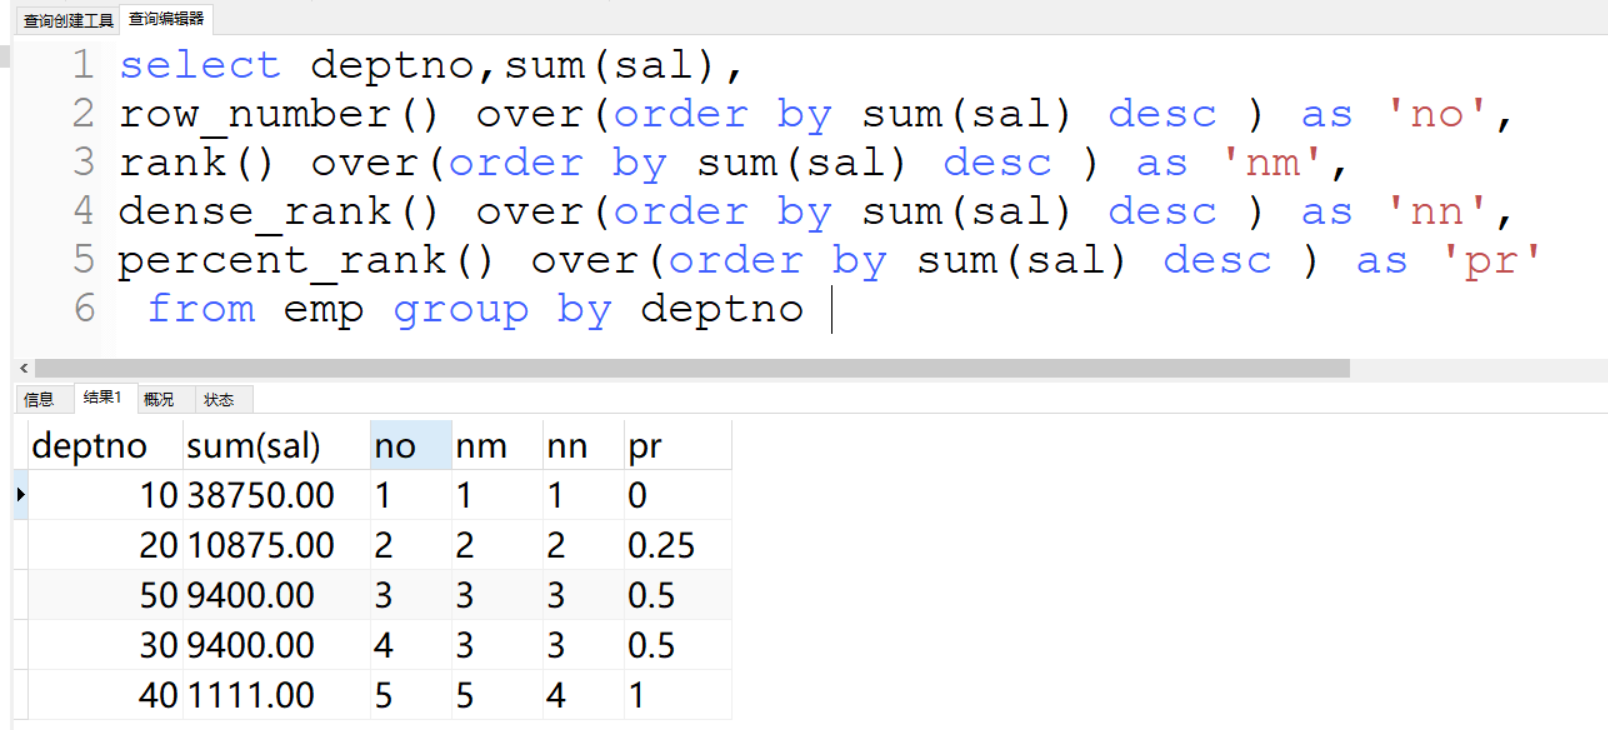 查询创建工具 查询编辑器
1 select deptno,sum(sal),
2 row_number() over(order by sum(sal) desc ) as 'no',
3 rank() over(order by sum(sal) desc ) as 'nm',
4 dense_rank() over(order by sum(sal) desc ) as 'nn',
5 percent_rank() over(order by sum(sal) desc ) as 'pr'
6 from emp group by deptno
信息 结果1 概况 状态
deptno sum(sal) no nm nn pr
10 38750.00 1 1 1 0
20 10875.00 2 2 2 0.25
50 9400.00 3 3 3 0.5
30 9400.00 4 3 3 0.5
40 1111.00 5 5 4 1